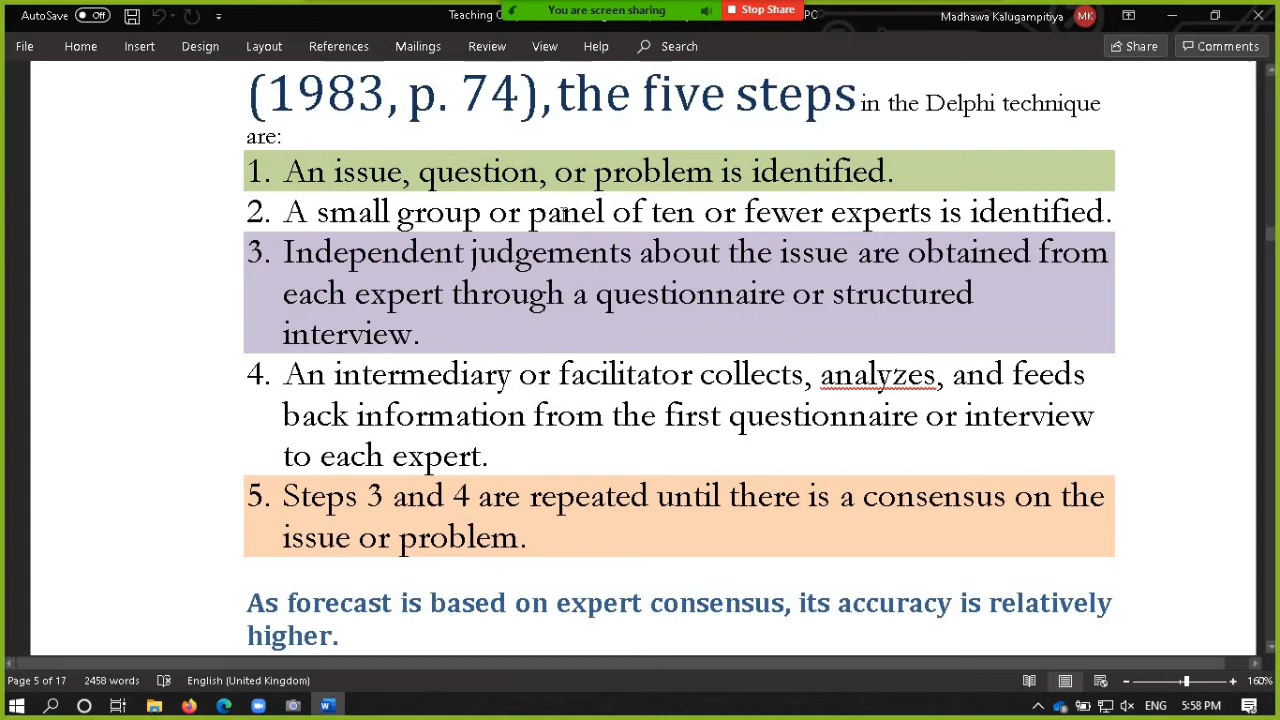 AutoSave Off
Teaching
You are screen sharing
Stop Share
PC
Madhawa Kalugampitiya MK
File Home Insert Design Layout References Mailings Review View Help Search Share Comments
(1983, p. 74), the five steps in the Delphi technique
are:
1. An issue, question, or problem is identified.
2. A small group or panel of ten or fewer experts is identified.
3. Independent judgements about the issue are obtained from
each expert through a questionnaire or structured
interview.
4. An intermediary or facilitator collects, analyzes, and feeds
back information from the first questionnaire or interview
to each expert.
5. Steps 3 and 4 are repeated until there is a consensus on the
issue or problem.
As forecast is based on expert consensus, its accuracy is relatively
higher.
Page 5 of 17 2458 words English (United Kingdom) 160%
ENG 5:58 PM